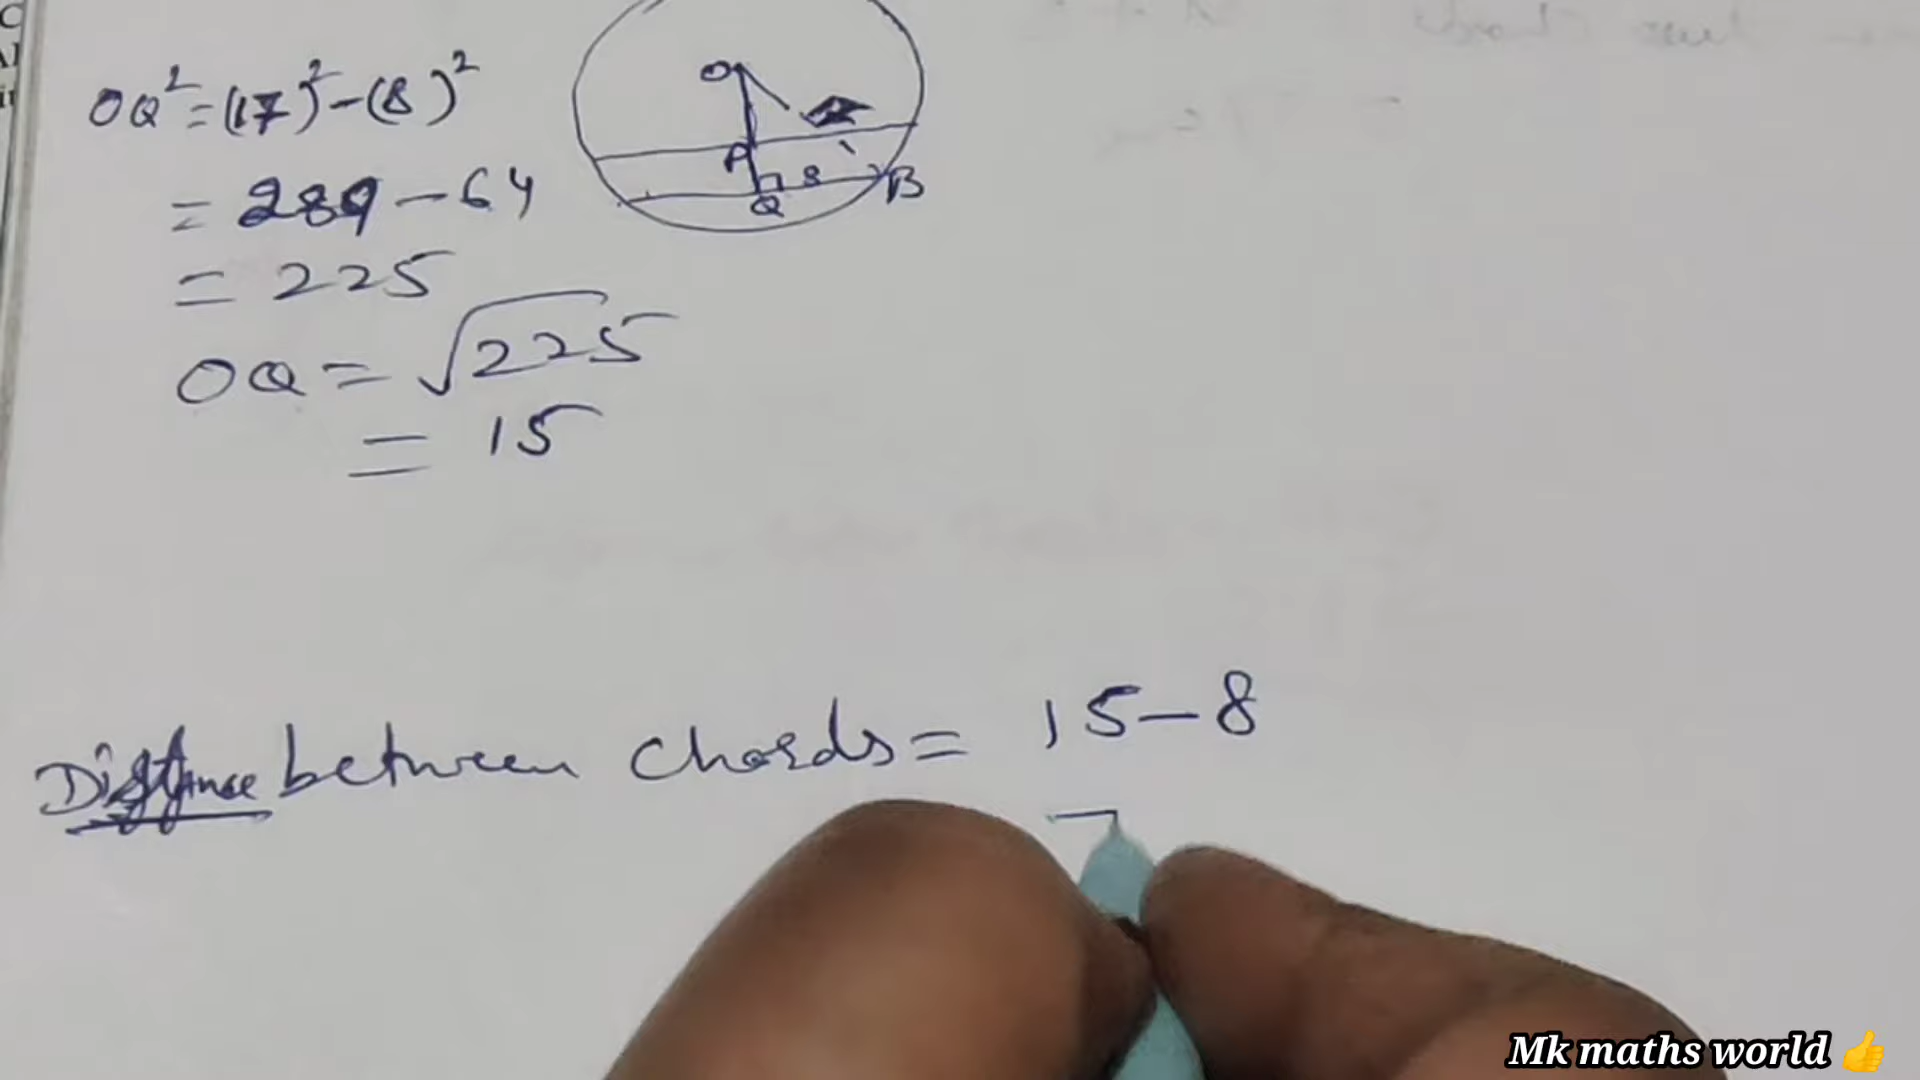 OQ² = (17)² - (8)²
= 289 - 64
= 225
OQ = √225
= 15
O
P
8
Q
B
Distance between chords = 15 - 8
Mk maths world 👍